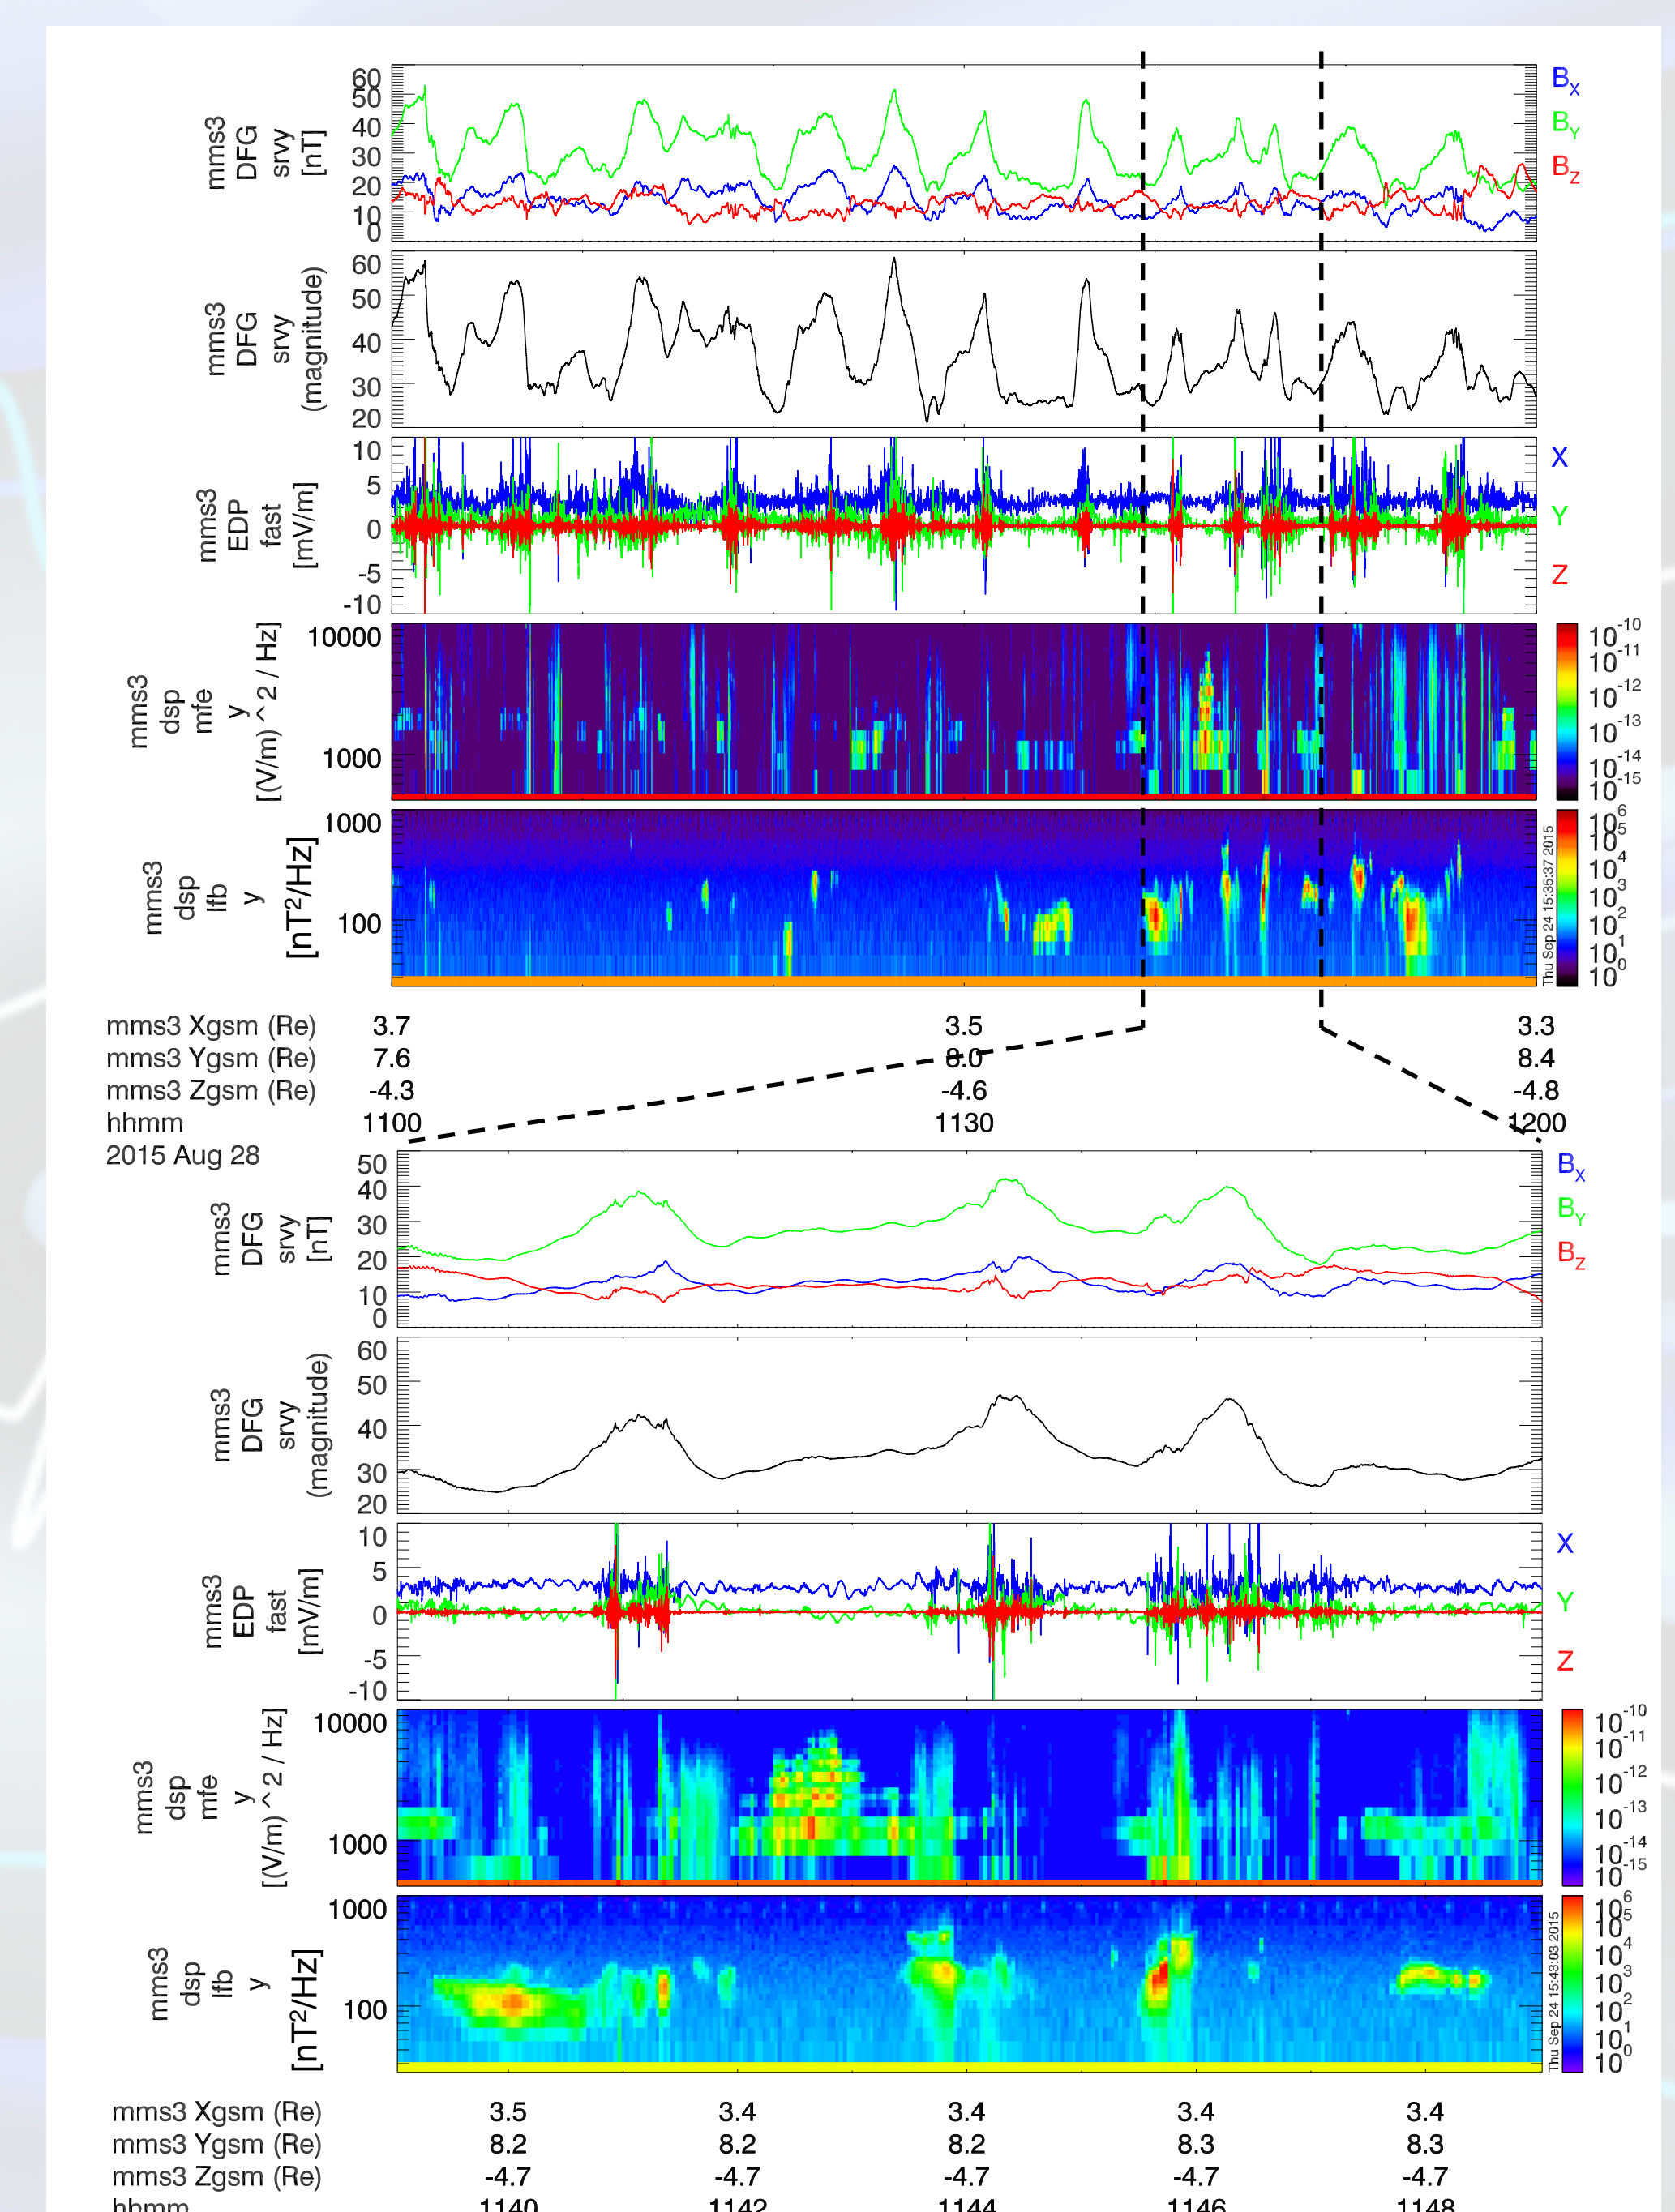 mms3
DFG
srvy
[nT]
60
50
40
30
20
10
0
BX
BY
BZ
mms3
DFG
srvy
(magnitude)
60
50
40
30
20
mms3
EDP
fast
[mV/m]
10
5
0
-5
-10
X
Y
Z
mms3
dsp
mfe
y
[(V/m) ^ 2 / Hz]
10000
1000
10-10
10-11
10-12
10-13
10-14
10-15
mms3
dsp
lfb
y
[nT2/Hz]
1000
100
106
105
104
103
102
101
100
Thu Sep 24 15:35:37 2015
mms3 Xgsm (Re) 3.7 3.5 3.3
mms3 Ygsm (Re) 7.6 8.0 8.4
mms3 Zgsm (Re) -4.3 -4.6 -4.8
hhmm 1100 1130 1200
2015 Aug 28
mms3
DFG
srvy
[nT]
50
40
30
20
10
0
BX
BY
BZ
mms3
DFG
srvy
(magnitude)
60
50
40
30
20
mms3
EDP
fast
[mV/m]
10
5
0
-5
-10
X
Y
Z
mms3
dsp
mfe
y
[(V/m) ^ 2 / Hz]
10000
1000
10-10
10-11
10-12
10-13
10-14
10-15
mms3
dsp
lfb
y
[nT2/Hz]
1000
100
106
105
104
103
102
101
100
Thu Sep 24 15:43:03 2015
mms3 Xgsm (Re) 3.5 3.4 3.4 3.4 3.4
mms3 Ygsm (Re) 8.2 8.2 8.2 8.3 8.3
mms3 Zgsm (Re) -4.7 -4.7 -4.7 -4.7 -4.7
hhmm 1140 1142 1144 1146 1148